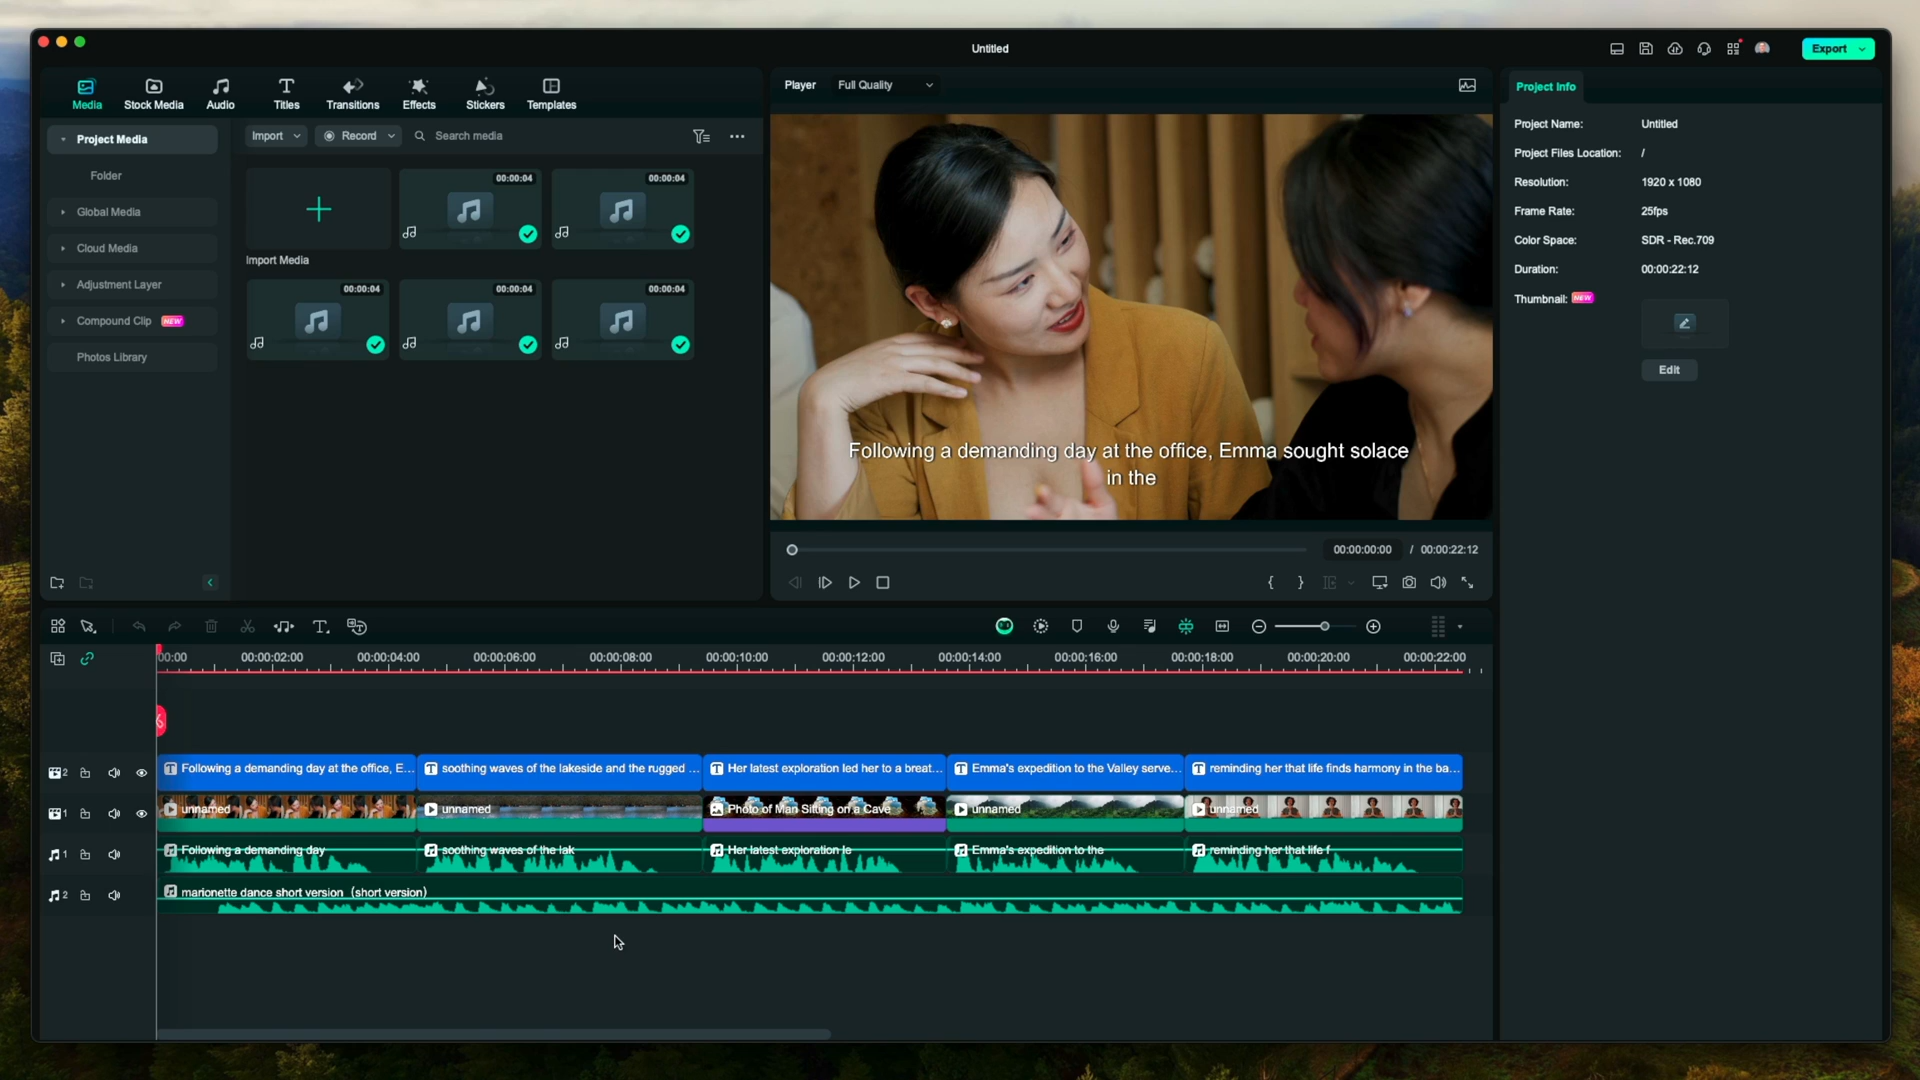 Untitled
Export
Media
Stock Media
Audio
Titles
Transitions
Effects
Stickers
Templates
Player
Full Quality
Project Info
Project Media
Folder
Global Media
Cloud Media
Adjustment Layer
Compound Clip NEW
Photos Library
Import
Record
Search media
00:00:04
00:00:04
Import Media
00:00:04
00:00:04
00:00:04
Following a demanding day at the office, Emma sought solace
in the
00:00:00:00 / 00:00:22:12
Project Name: Untitled
Project Files Location: /
Resolution: 1920 x 1080
Frame Rate: 25fps
Color Space: SDR - Rec.709
Duration: 00:00:22:12
Thumbnail: NEW
Edit
00:00 00:00:02:00 00:00:04:00 00:00:06:00 00:00:08:00 00:00:10:00 00:00:12:00 00:00:14:00 00:00:16:00 00:00:18:00 00:00:20:00 00:00:22:00
2 T Following a demanding day at the office, E... T soothing waves of the lakeside and the rugged ... T Her latest exploration led her to a breat... T Emma's expedition to the Valley serve... T reminding her that life finds harmony in the ba...
1 unnamed unnamed Photo of Man Sitting on a Cave unnamed unnamed
1 Following a demanding day soothing waves of the lak Her latest exploration le Emma's expedition to the reminding her that life f
2 marionette dance short version (short version)